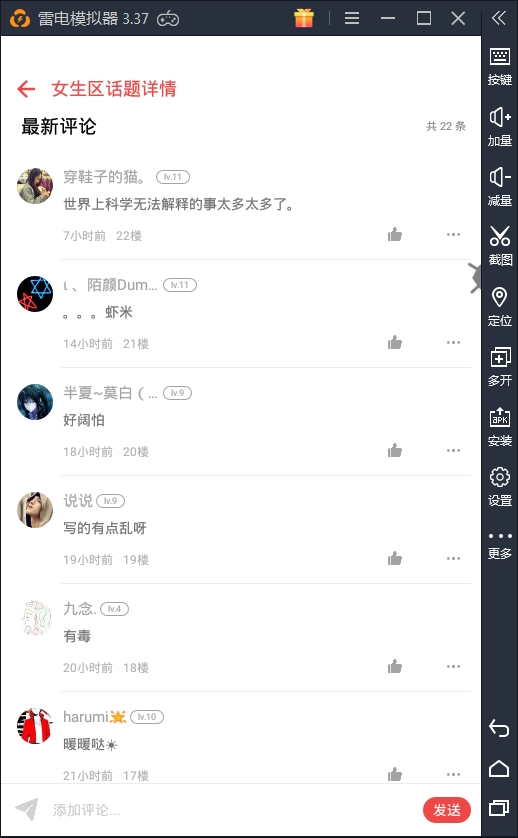 雷电模拟器 3.37
女生区话题详情
最新评论
共 22 条
穿鞋子的猫。 lv.11
世界上科学无法解释的事太多太多了。
7小时前 22楼
ι 、陌颜Dum... lv.11
。。。虾米
14小时前 21楼
半夏~莫白（ ... lv.9
好阔怕
18小时前 20楼
说说 lv.9
写的有点乱呀
19小时前 19楼
九念. lv.4
有毒
20小时前 18楼
harumi🌟 lv.10
暖暖哒☀
21小时前 17楼
添加评论...
发送
按键
加量
减量
截图
定位
多开
APK
安装
设置
更多